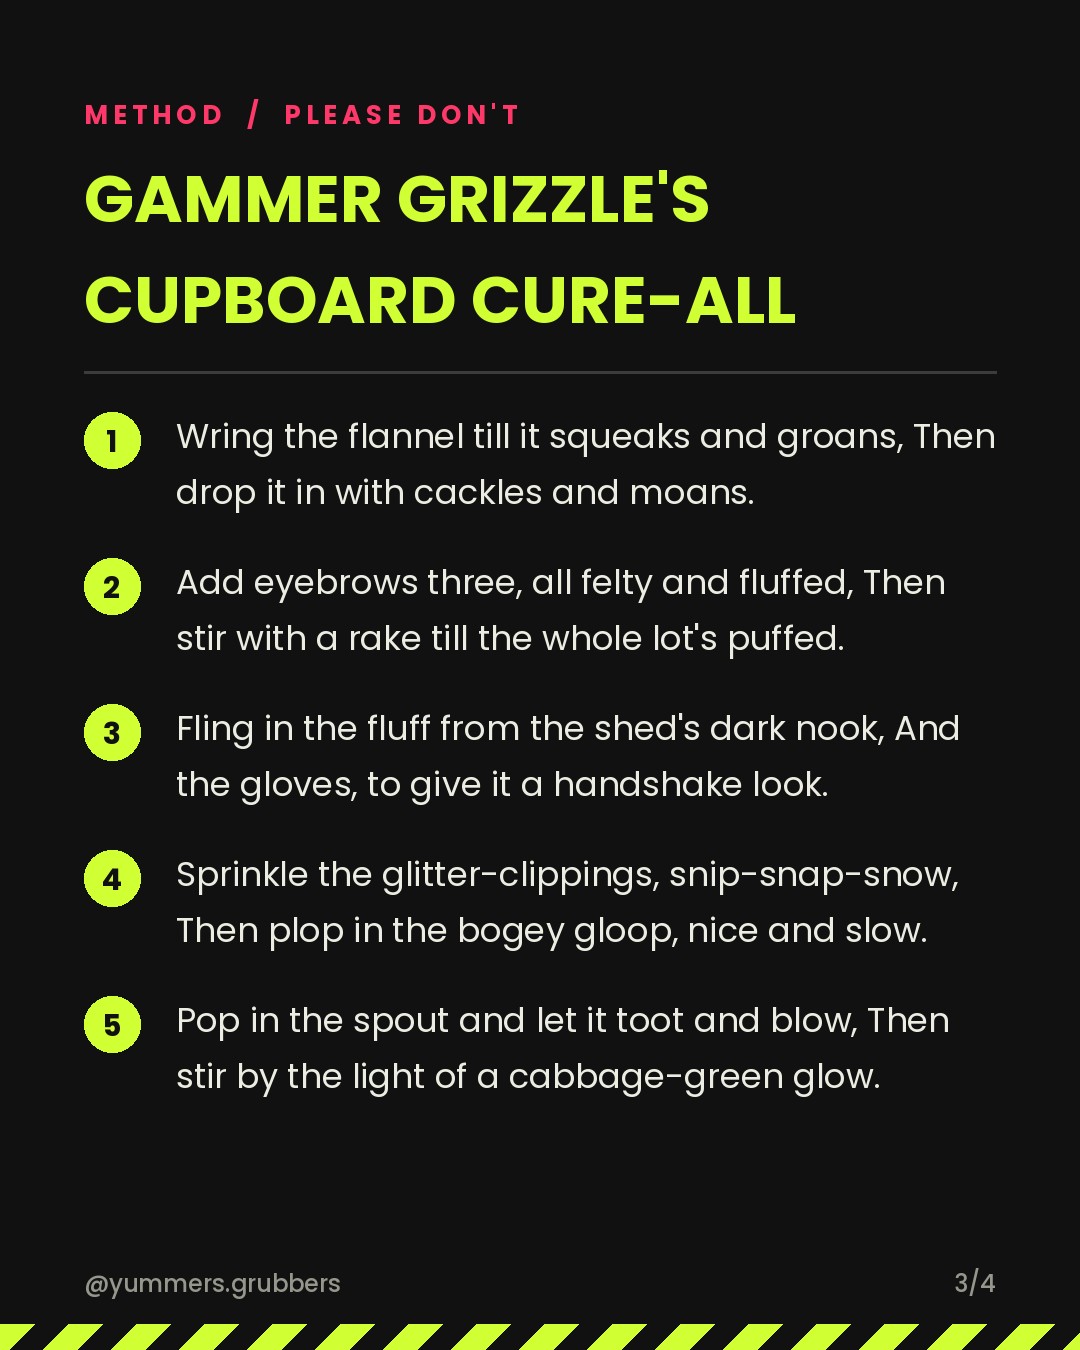 METHOD / PLEASE DON'T
GAMMER GRIZZLE'S
CUPBOARD CURE-ALL
1 Wring the flannel till it squeaks and groans, Then
drop it in with cackles and moans.
2 Add eyebrows three, all felty and fluffed, Then
stir with a rake till the whole lot's puffed.
3 Fling in the fluff from the shed's dark nook, And
the gloves, to give it a handshake look.
4 Sprinkle the glitter-clippings, snip-snap-snow,
Then plop in the bogey gloop, nice and slow.
5 Pop in the spout and let it toot and blow, Then
stir by the light of a cabbage-green glow.
@yummers.grubbers 3/4